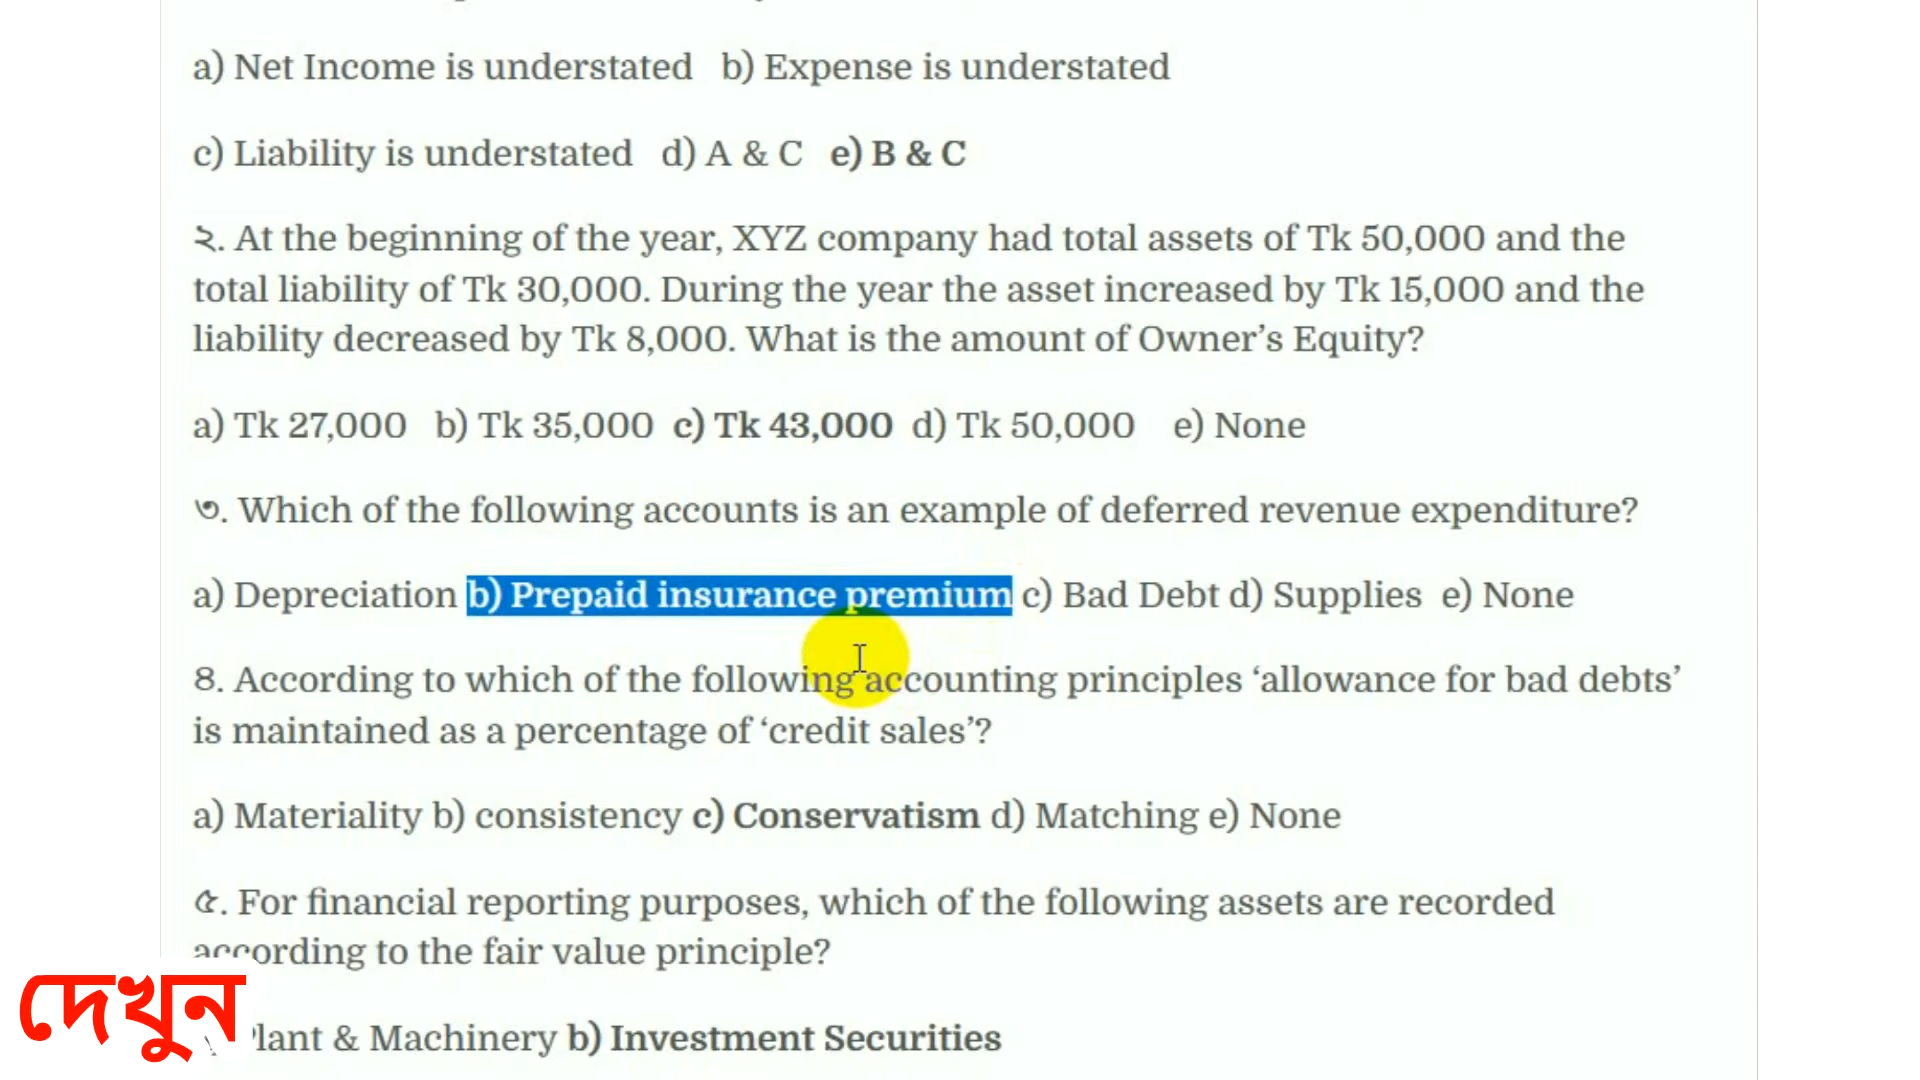 a) Net Income is understated b) Expense is understated
c) Liability is understated d) A & C e) B & C
২. At the beginning of the year, XYZ company had total assets of Tk 50,000 and the
total liability of Tk 30,000. During the year the asset increased by Tk 15,000 and the
liability decreased by Tk 8,000. What is the amount of Owner’s Equity?
a) Tk 27,000 b) Tk 35,000 c) Tk 43,000 d) Tk 50,000 e) None
৩. Which of the following accounts is an example of deferred revenue expenditure?
a) Depreciation b) Prepaid insurance premium c) Bad Debt d) Supplies e) None
৪. According to which of the following accounting principles ‘allowance for bad debts’
is maintained as a percentage of ‘credit sales’?
a) Materiality b) consistency c) Conservatism d) Matching e) None
৫. For financial reporting purposes, which of the following assets are recorded
according to the fair value principle?
দেখুন
Plant & Machinery b) Investment Securities